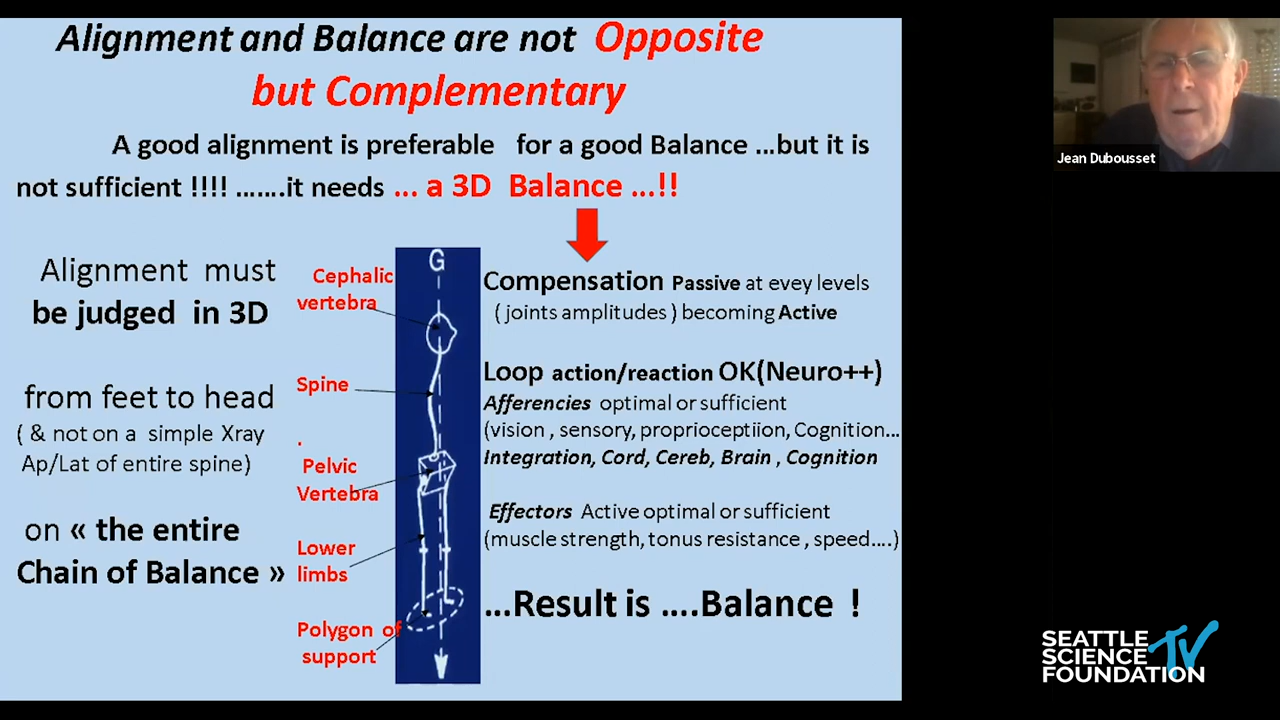 Alignment and Balance are not Opposite
but Complementary
A good alignment is preferable for a good Balance ...but it is
not sufficient !!!! .......it needs ... a 3D Balance ...!!
Alignment must
be judged in 3D
from feet to head
( & not on a simple Xray
Ap/Lat of entire spine)
on « the entire
Chain of Balance »
G
Cephalic
vertebra
Spine
.
Pelvic
Vertebra
Lower
limbs
Polygon of
support
Compensation Passive at evey levels
( joints amplitudes ) becoming Active
Loop action/reaction OK(Neuro++)
Afferencies optimal or sufficient
(vision , sensory, proprioceptiion, Cognition...
Integration, Cord, Cereb, Brain , Cognition
Effectors Active optimal or sufficient
(muscle strength, tonus resistance , speed....)
...Result is ....Balance !
Jean Dubousset
SEATTLE
SCIENCE
FOUNDATION
TV